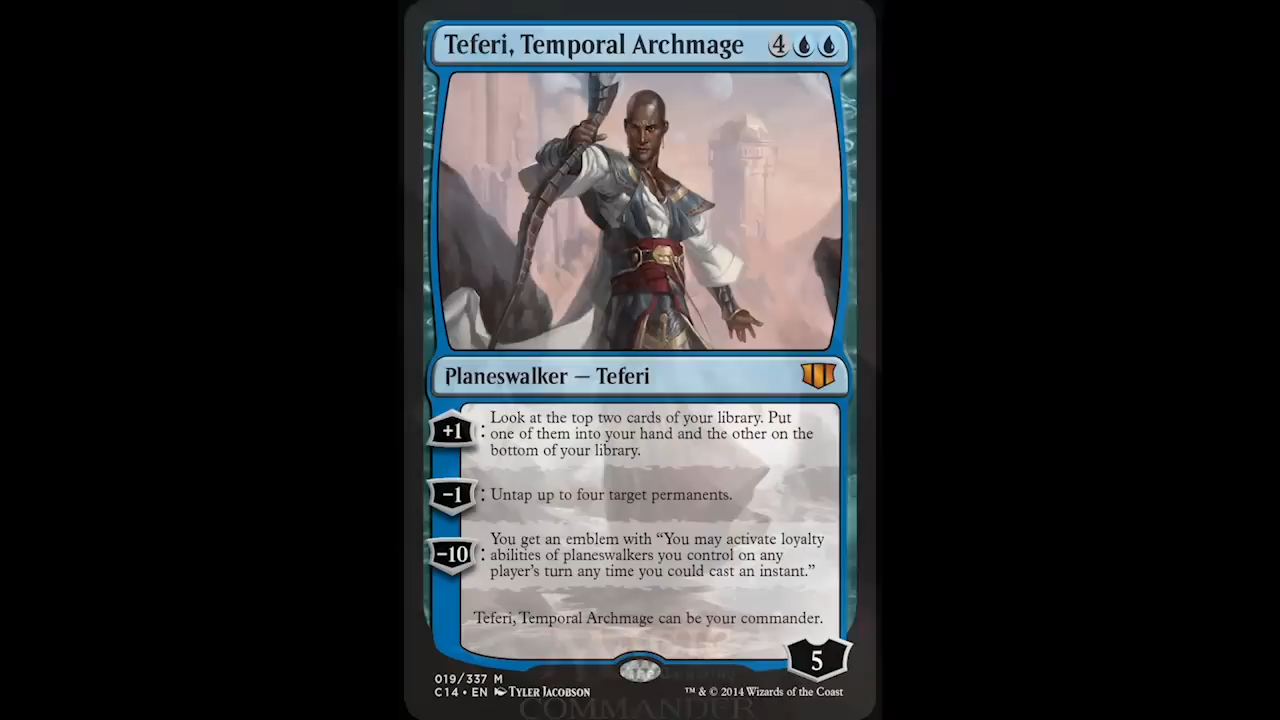 Teferi, Temporal Archmage 4
Planeswalker — Teferi
+1 : Look at the top two cards of your library. Put
one of them into your hand and the other on the
bottom of your library.
−1 : Untap up to four target permanents.
−10 : You get an emblem with “You may activate loyalty
abilities of planeswalkers you control on any
player’s turn any time you could cast an instant.”
Teferi, Temporal Archmage can be your commander.
5
019/337 M
C14 • EN Tyler Jacobson
™ & © 2014 Wizards of the Coast
COMMANDER